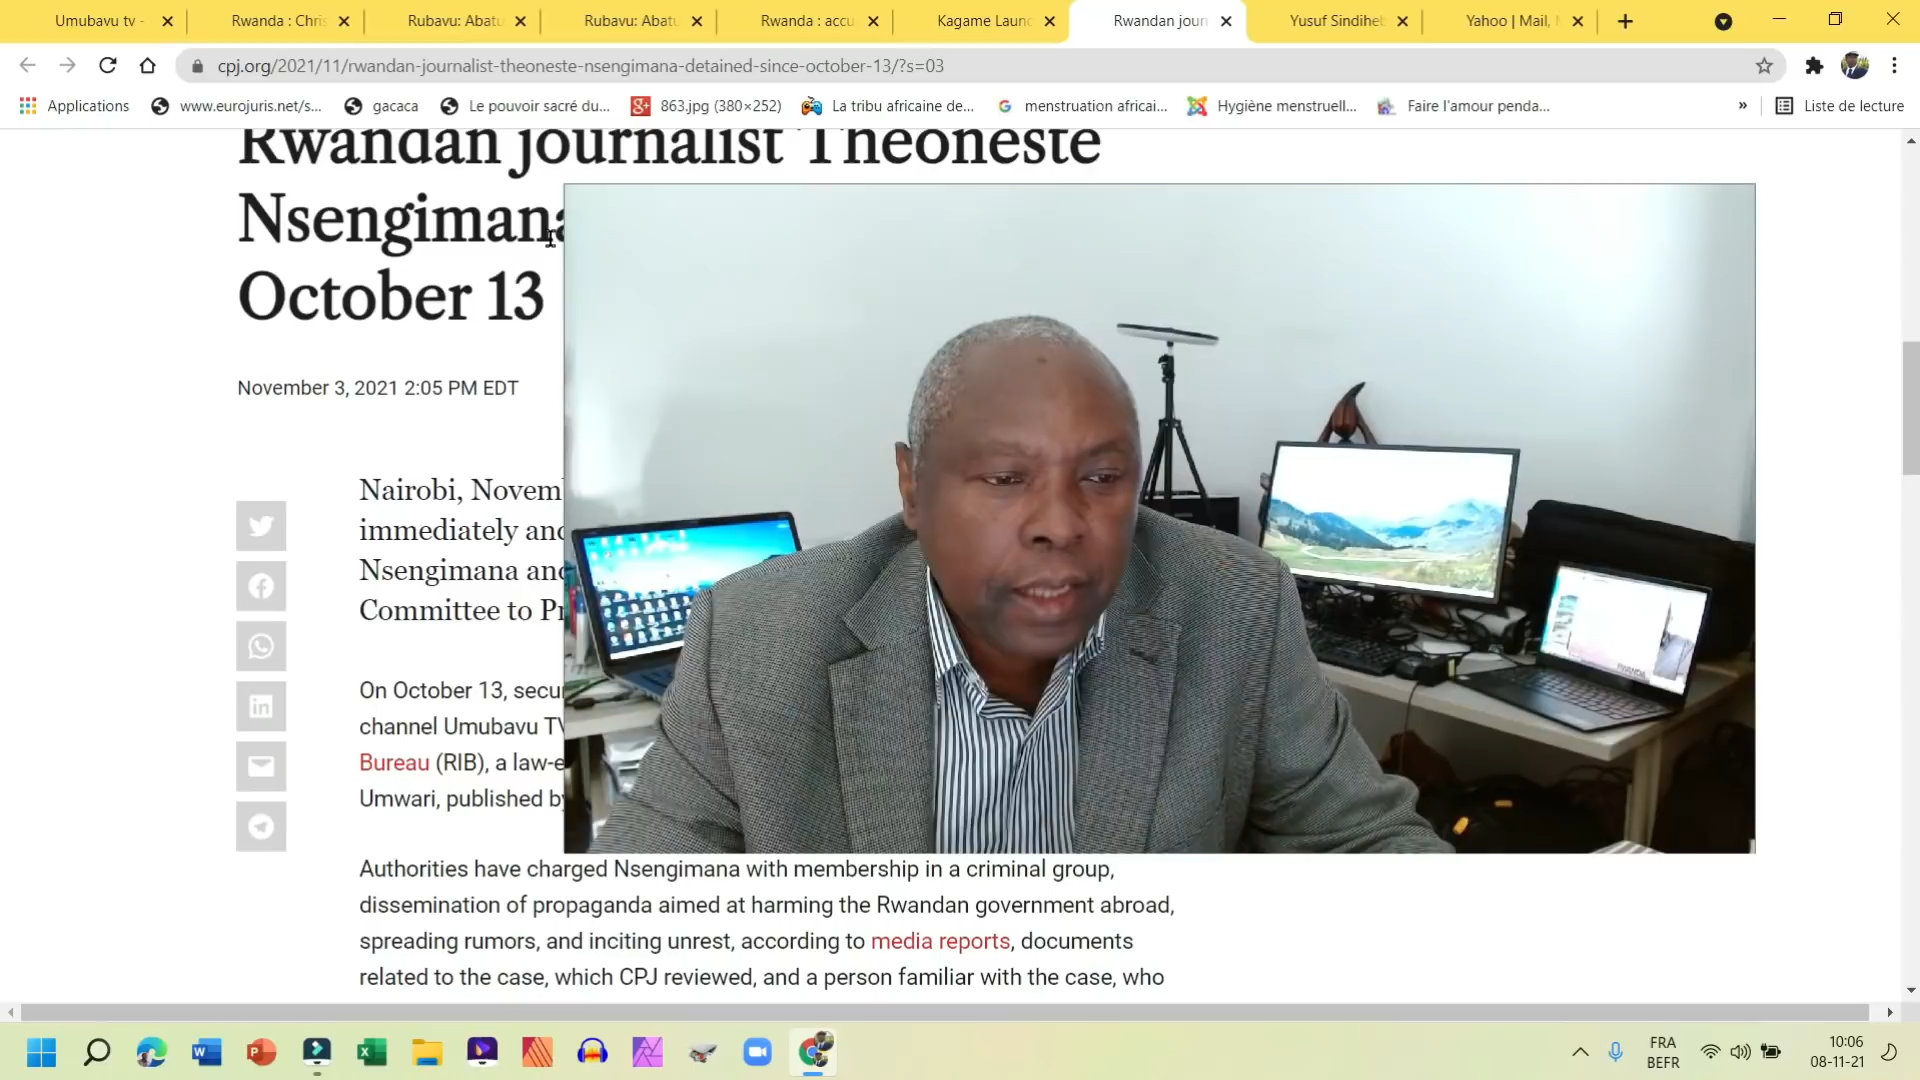 Umubavu tv -
Rwanda : Chris
Rubavu: Abatu
Rubavu: Abatu
Rwanda : accu
Kagame Laun
Rwandan jour
Yusuf Sindihe
Yahoo | Mail,
cpj.org/2021/11/rwandan-journalist-theoneste-nsengimana-detained-since-october-13/?s=03
Applications
www.eurojuris.net/s...
gacaca
Le pouvoir sacré du...
863.jpg (380×252)
La tribu africaine de...
menstruation africai...
Hygiène menstruell...
Faire l'amour penda...
»
Liste de lecture
Rwandan journalist Theoneste
Nsengimana
October 13
November 3, 2021 2:05 PM EDT
Nairobi, Novem
immediately and
Nsengimana and
Committee to Pr
On October 13, secu
channel Umubavu TV
Bureau (RIB), a law-e
Umwari, published by
Authorities have charged Nsengimana with membership in a criminal group,
dissemination of propaganda aimed at harming the Rwandan government abroad,
spreading rumors, and inciting unrest, according to media reports, documents
related to the case, which CPJ reviewed, and a person familiar with the case, who
RWANDA
FRA
BEFR
10:06
08-11-21